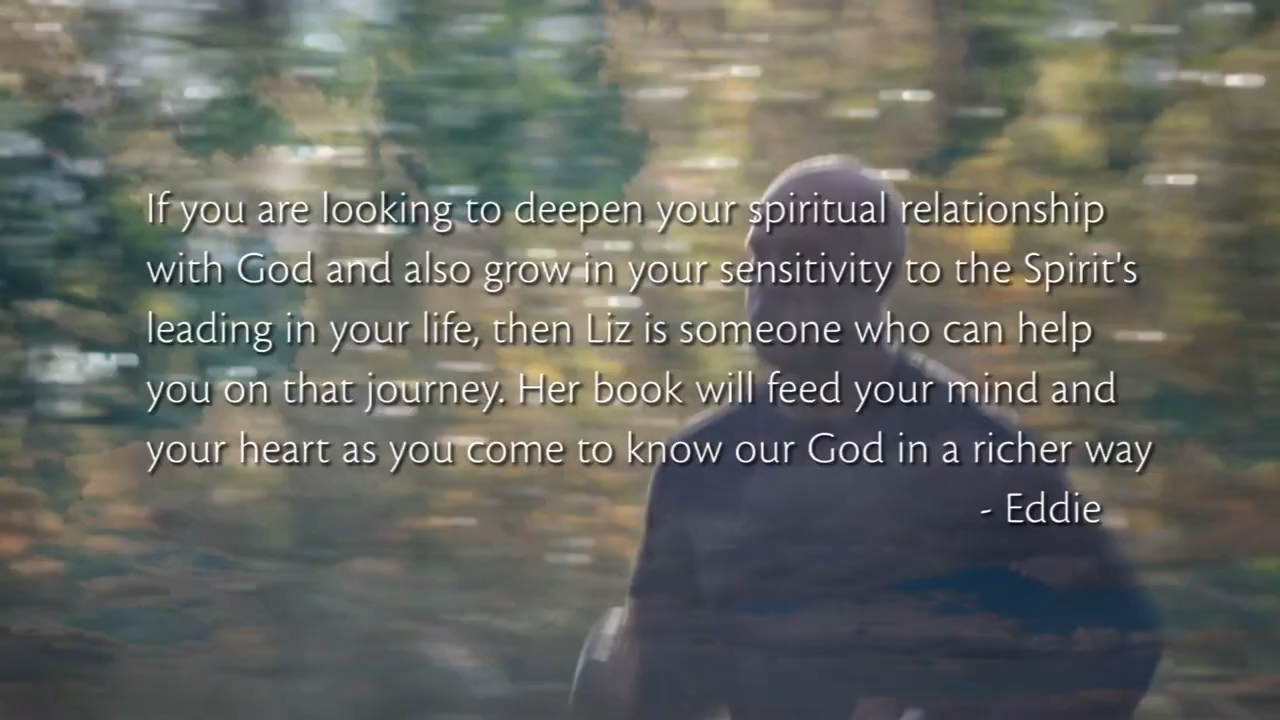 If you are looking to deepen your spiritual relationship
with God and also grow in your sensitivity to the Spirit's
leading in your life, then Liz is someone who can help
you on that journey. Her book will feed your mind and
your heart as you come to know our God in a richer way
- Eddie